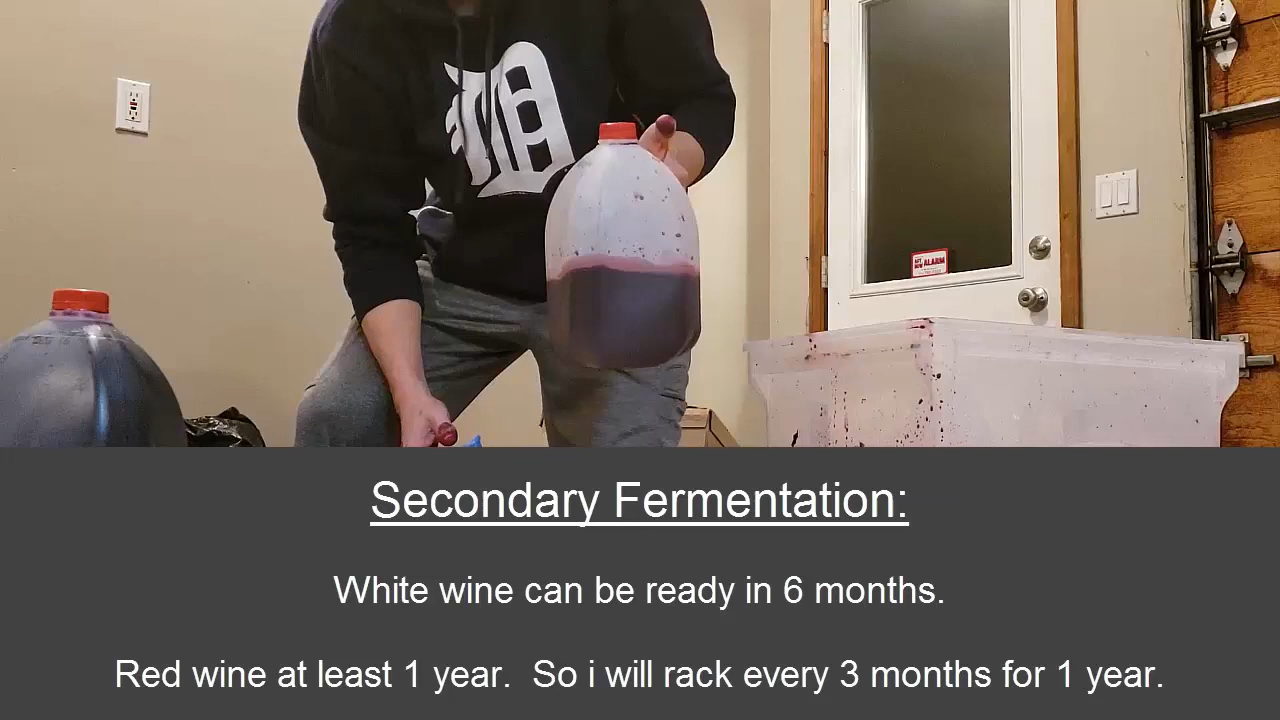 D
ALARM
Secondary Fermentation:
White wine can be ready in 6 months.
Red wine at least 1 year.  So i will rack every 3 months for 1 year.